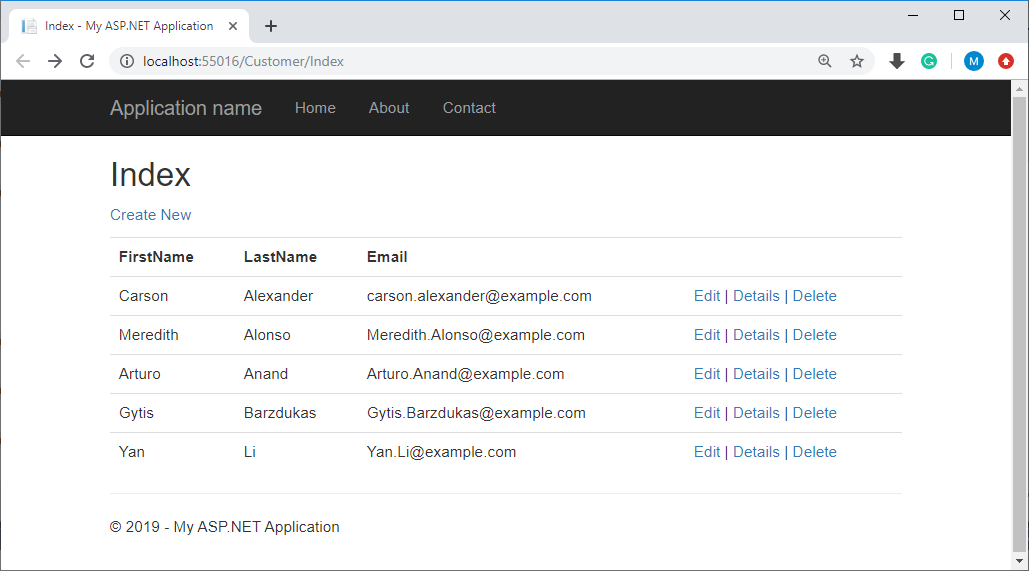 Index - My ASP.NET Application
localhost:55016/Customer/Index
M
Application name Home About Contact
Index
Create New
FirstName LastName Email
Carson Alexander carson.alexander@example.com Edit | Details | Delete
Meredith Alonso Meredith.Alonso@example.com Edit | Details | Delete
Arturo Anand Arturo.Anand@example.com Edit | Details | Delete
Gytis Barzdukas Gytis.Barzdukas@example.com Edit | Details | Delete
Yan Li Yan.Li@example.com Edit | Details | Delete
© 2019 - My ASP.NET Application